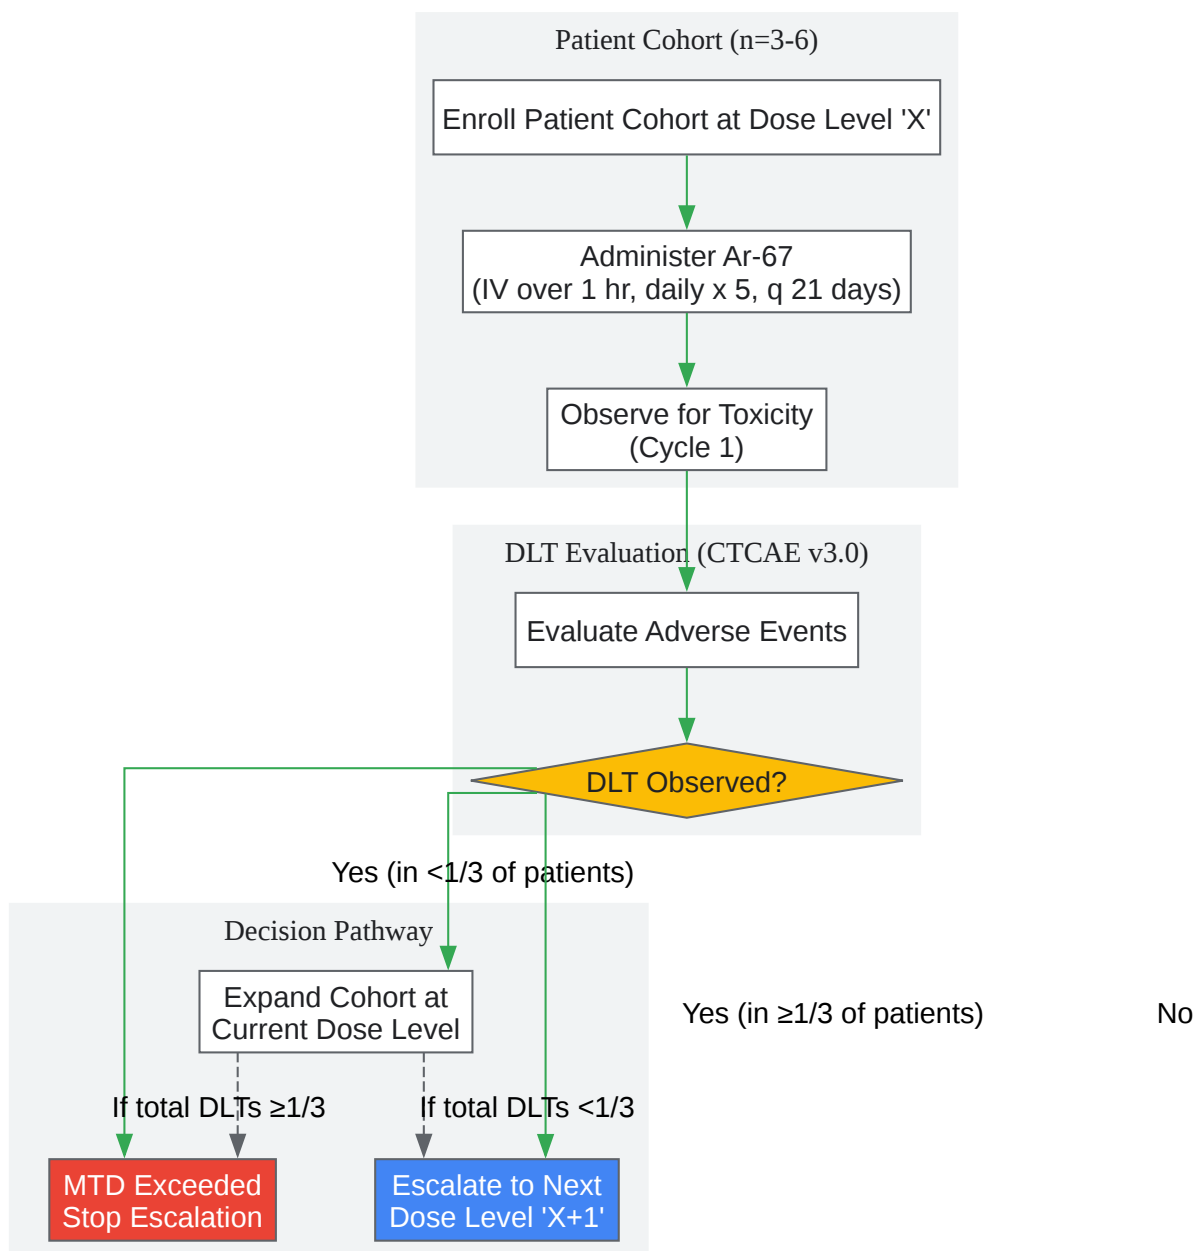 Patient Cohort (n=3-6)
Enroll Patient Cohort at Dose Level 'X'
Administer Ar-67
(IV over 1 hr, daily x 5, q 21 days)
Observe for Toxicity
(Cycle 1)
DLT Evaluation (CTCAE v3.0)
Evaluate Adverse Events
DLT Observed?
Yes (in <1/3 of patients)
Decision Pathway
Expand Cohort at
Current Dose Level
Yes (in ≥1/3 of patients)
No
If total DLTs ≥1/3
If total DLTs <1/3
MTD Exceeded
Stop Escalation
Escalate to Next
Dose Level 'X+1'